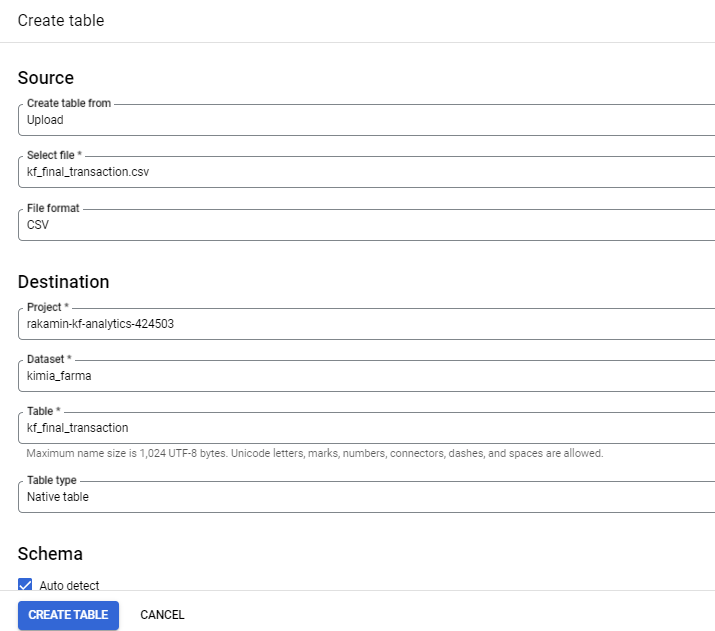 Create table
Source
Create table from
Upload
Select file *
kf_final_transaction.csv
File format
CSV
Destination
Project *
rakamin-kf-analytics-424503
Dataset *
kimia_farma
Table *
kf_final_transaction
Maximum name size is 1,024 UTF-8 bytes. Unicode letters, marks, numbers, connectors, dashes, and spaces are allowed.
Table type
Native table
Schema
Auto detect
CREATE TABLE CANCEL